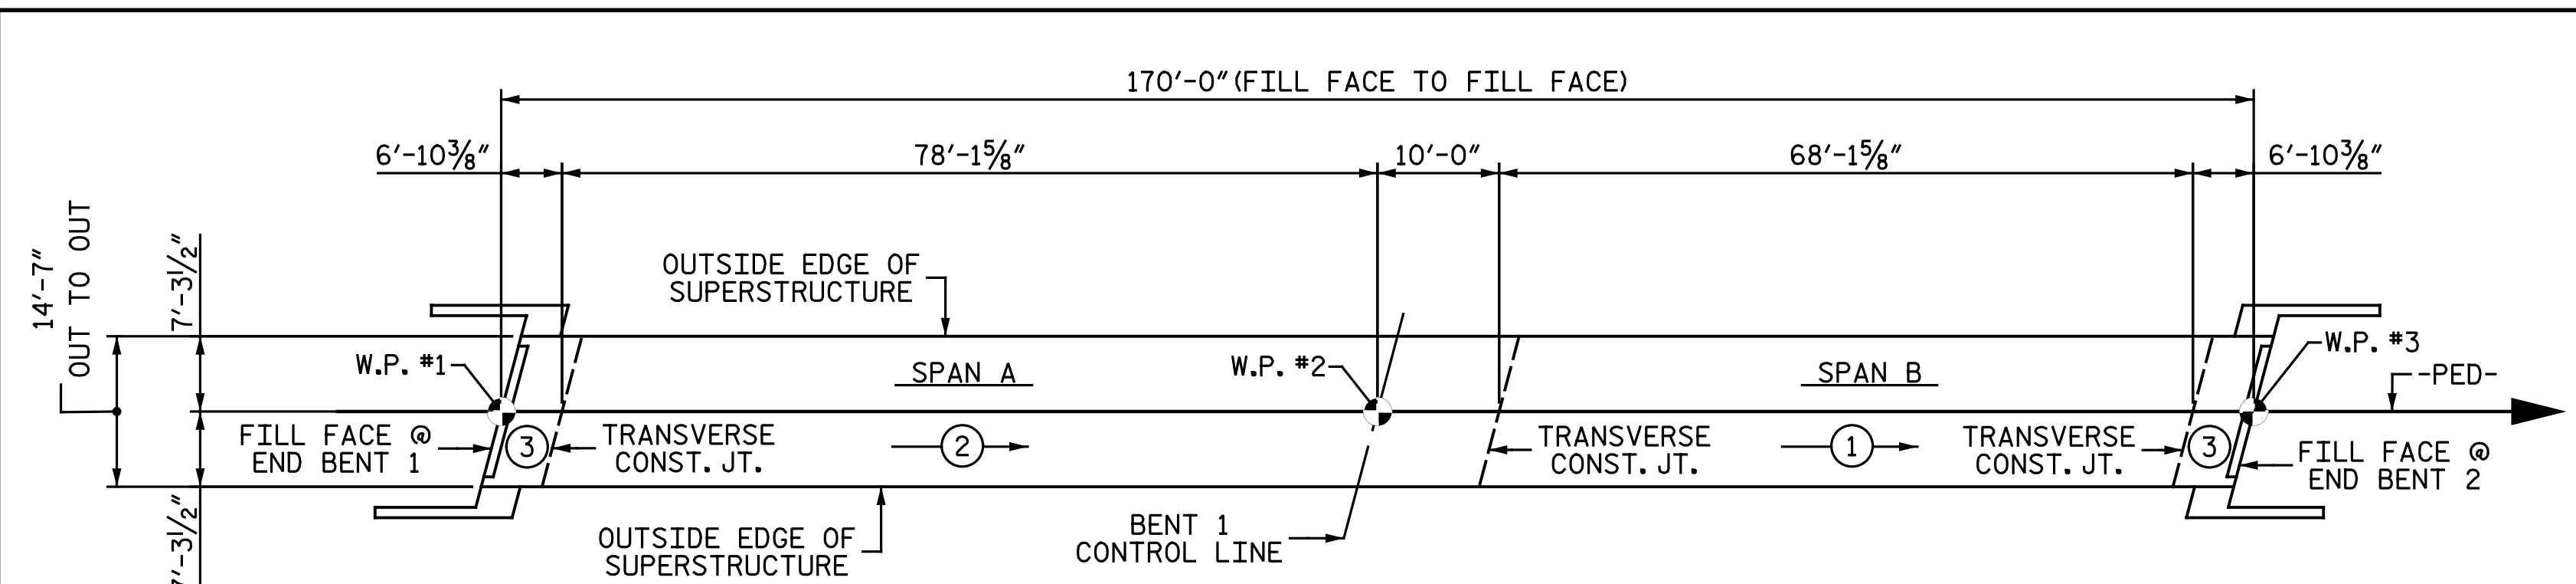 170'-0" (FILL FACE TO FILL FACE)
6'-10⅜"
78'-1⅝"
10'-0"
68'-1⅝"
6'-10⅜"
14'-7"
OUT TO OUT
7'-3½"
OUTSIDE EDGE OF
SUPERSTRUCTURE
W.P. #1
SPAN A
W.P. #2
SPAN B
W.P. #3
-PED-
FILL FACE @
END BENT 1
3
TRANSVERSE
CONST. JT.
2
TRANSVERSE
CONST. JT.
1
TRANSVERSE
CONST. JT.
3
FILL FACE @
END BENT 2
7'-3½"
OUTSIDE EDGE OF
SUPERSTRUCTURE
BENT 1
CONTROL LINE